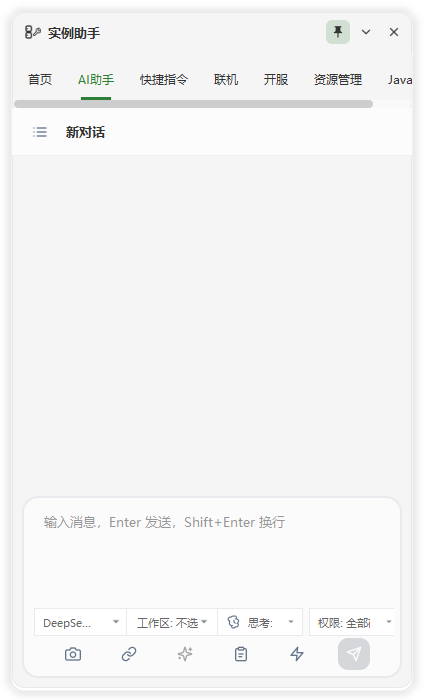 实例助手
首页 AI助手 快捷指令 联机 开服 资源管理 Java
新对话
输入消息，Enter 发送，Shift+Enter 换行
DeepSe... 工作区: 不选 思考: 权限: 全部